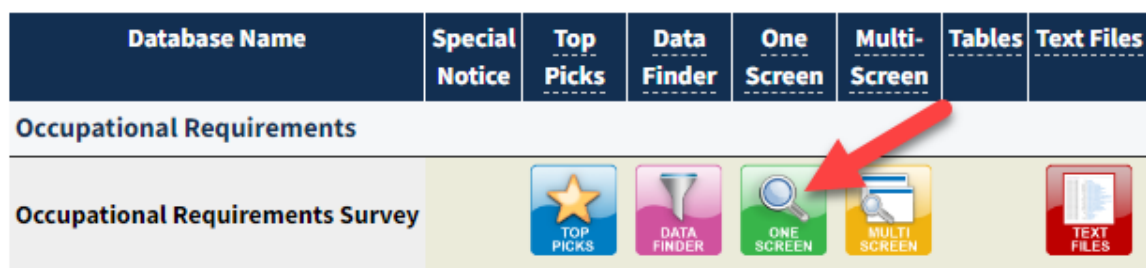 Database Name Special Top Data One Multi- Tables Text Files
Notice Picks Finder Screen Screen
Occupational Requirements
Occupational Requirements Survey
TOP
PICKS
DATA
FINDER
ONE
SCREEN
MULTI
SCREEN
TEXT
FILES